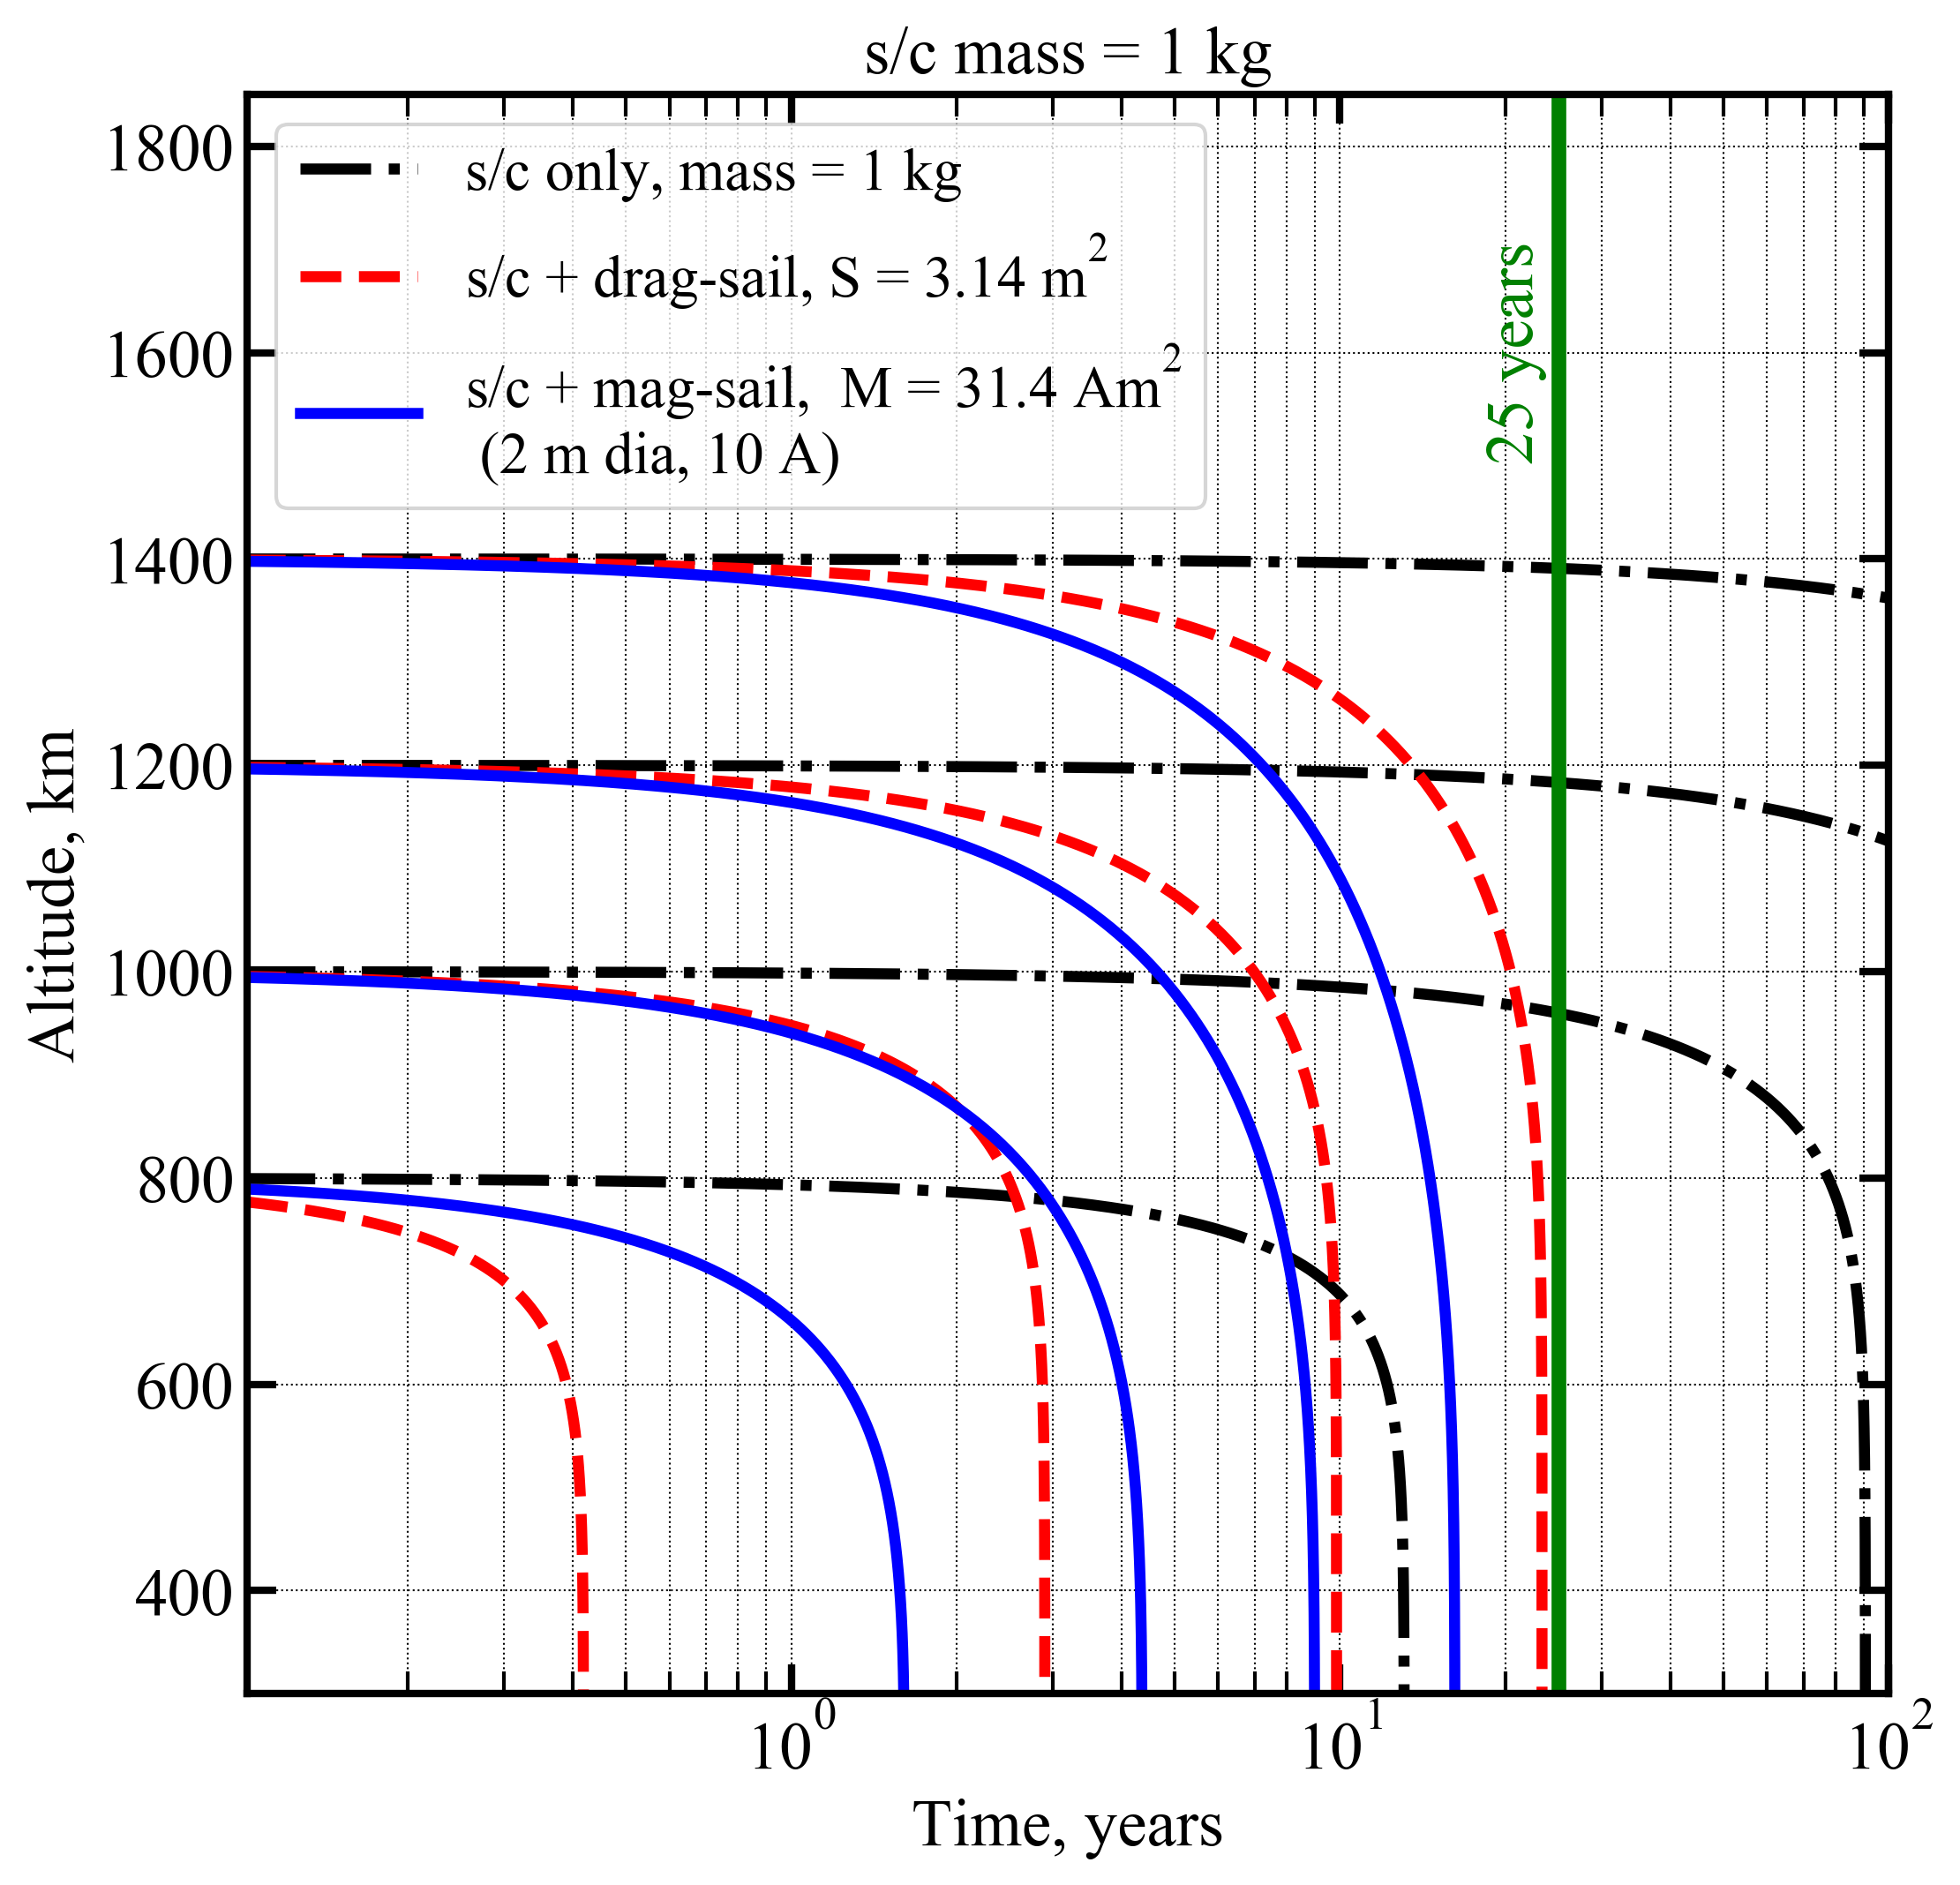 s/c mass = 1 kg
s/c only, mass = 1 kg
s/c + drag-sail, S = 3.14 m²
s/c + mag-sail, M = 31.4 Am²
(2 m dia, 10 A)
25 years
Altitude, km
1800
1600
1400
1200
1000
800
600
400
10⁰ 10¹ 10²
Time, years